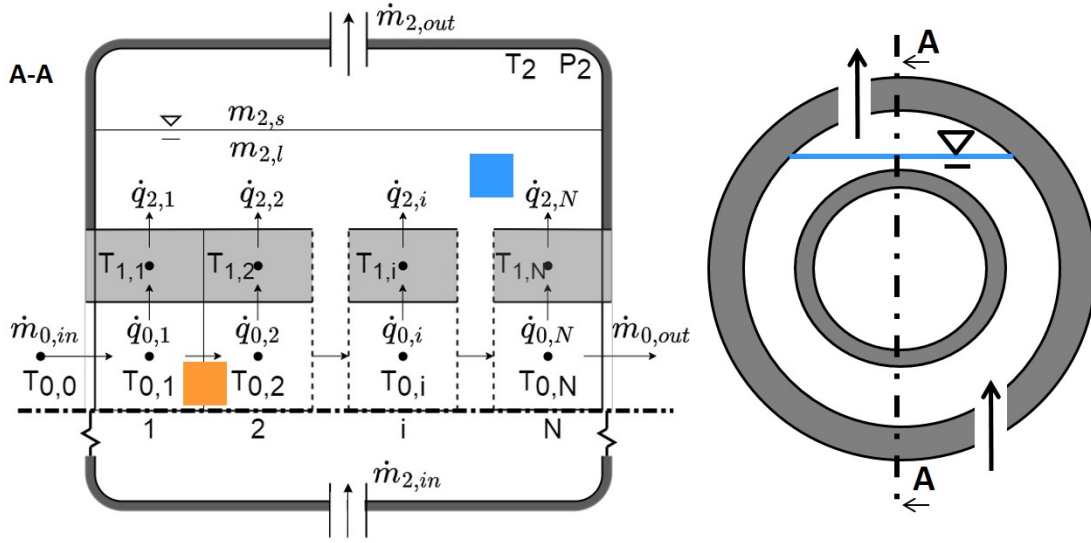 ṁ₂,out
A-A
T₂ P₂
A
m₂,s
m₂,l
q̇₂,₁ q̇₂,₂ q̇₂,i q̇₂,N
T₁,₁ T₁,₂ T₁,i T₁,N
ṁ₀,in q̇₀,₁ q̇₀,₂ q̇₀,i q̇₀,N ṁ₀,out
T₀,₀ T₀,₁ T₀,₂ T₀,i T₀,N
1 2 i N
ṁ₂,in
A